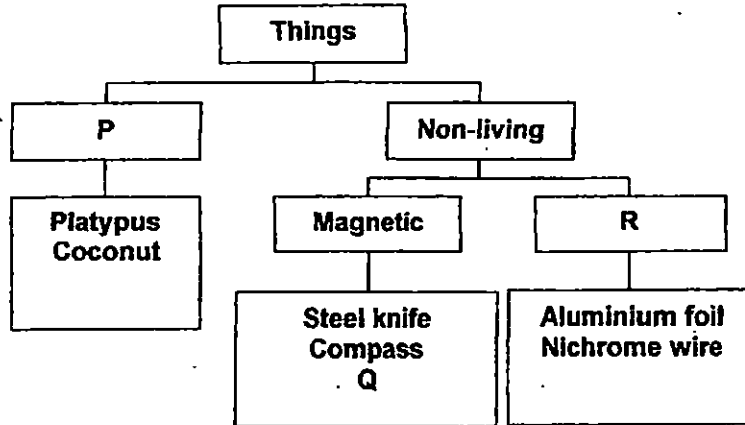 Things
P
Non-living
Platypus
Coconut
Magnetic
R
Steel knife
Compass
Q
Aluminium foil
Nichrome wire